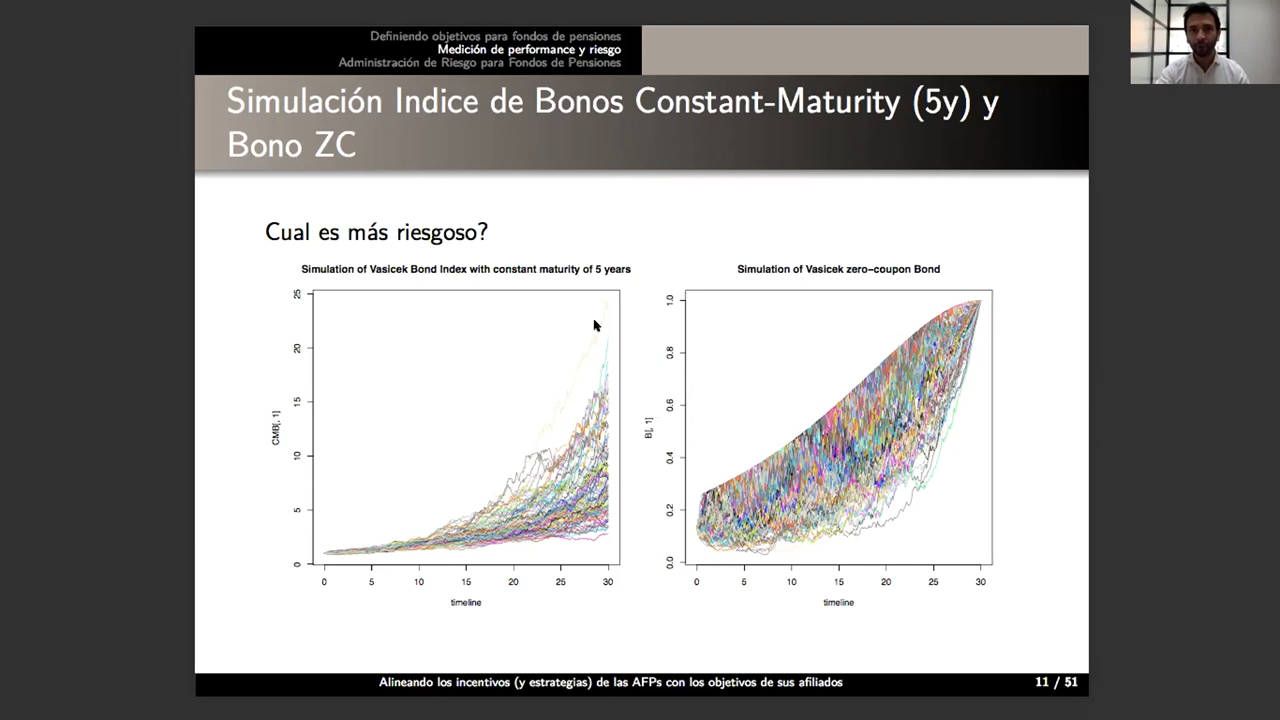 Definiendo objetivos para fondos de pensiones
Medición de performance y riesgo
Administración de Riesgo para Fondos de Pensiones
Simulación Indice de Bonos Constant-Maturity (5y) y
Bono ZC
Cual es más riesgoso?
Simulation of Vasicek Bond Index with constant maturity of 5 years
CMB[, 1]
0 5 10 15 20 25
0 5 10 15 20 25 30
timeline
Simulation of Vasicek zero−coupon Bond
B[, 1]
0.0 0.2 0.4 0.6 0.8 1.0
0 5 10 15 20 25 30
timeline
Alineando los incentivos (y estrategias) de las AFPs con los objetivos de sus afiliados
11 / 51